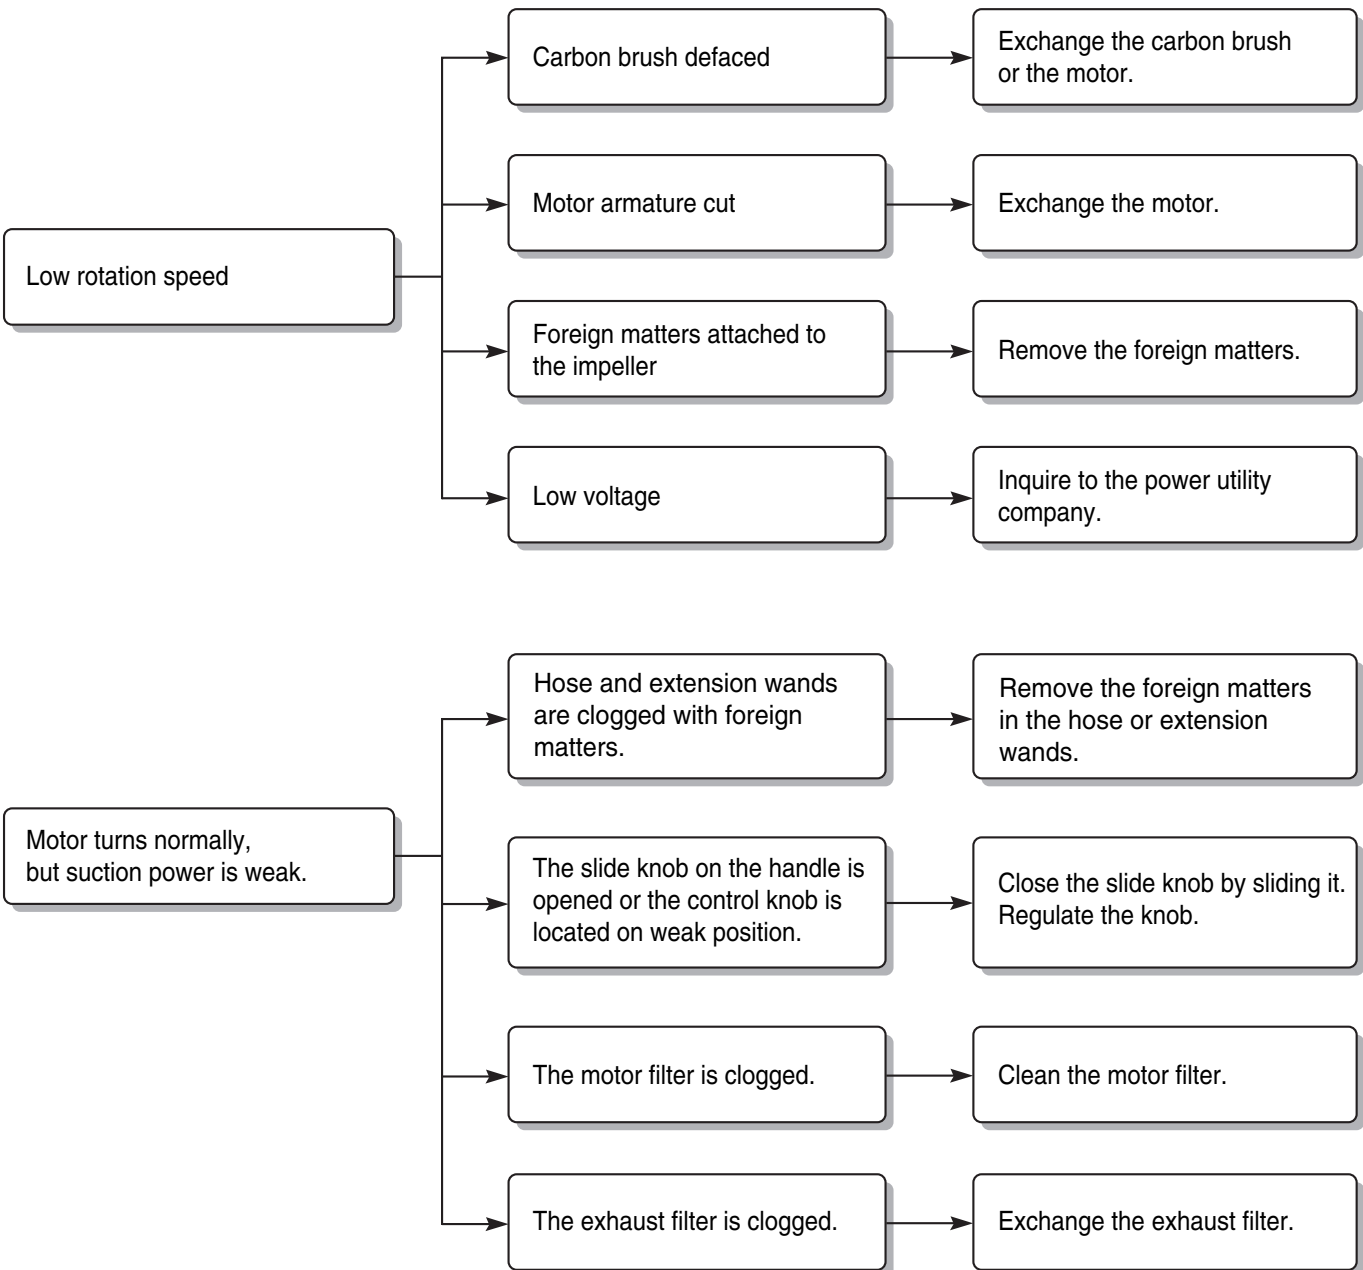 Low rotation speed
Carbon brush defaced
Exchange the carbon brush
or the motor.
Motor armature cut
Exchange the motor.
Foreign matters attached to
the impeller
Remove the foreign matters.
Low voltage
Inquire to the power utility
company.
Motor turns normally,
but suction power is weak.
Hose and extension wands
are clogged with foreign
matters.
Remove the foreign matters
in the hose or extension
wands.
The slide knob on the handle is
opened or the control knob is
located on weak position.
Close the slide knob by sliding it.
Regulate the knob.
The motor filter is clogged.
Clean the motor filter.
The exhaust filter is clogged.
Exchange the exhaust filter.